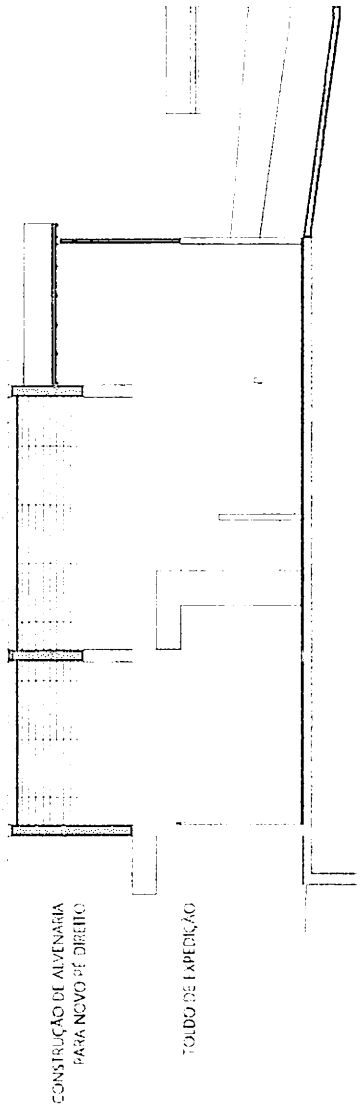 CONSTRUÇÃO DE ALVENARIA
PARA NOVO PÉ DIREITO
TOLDO DE EXPEDIÇÃO